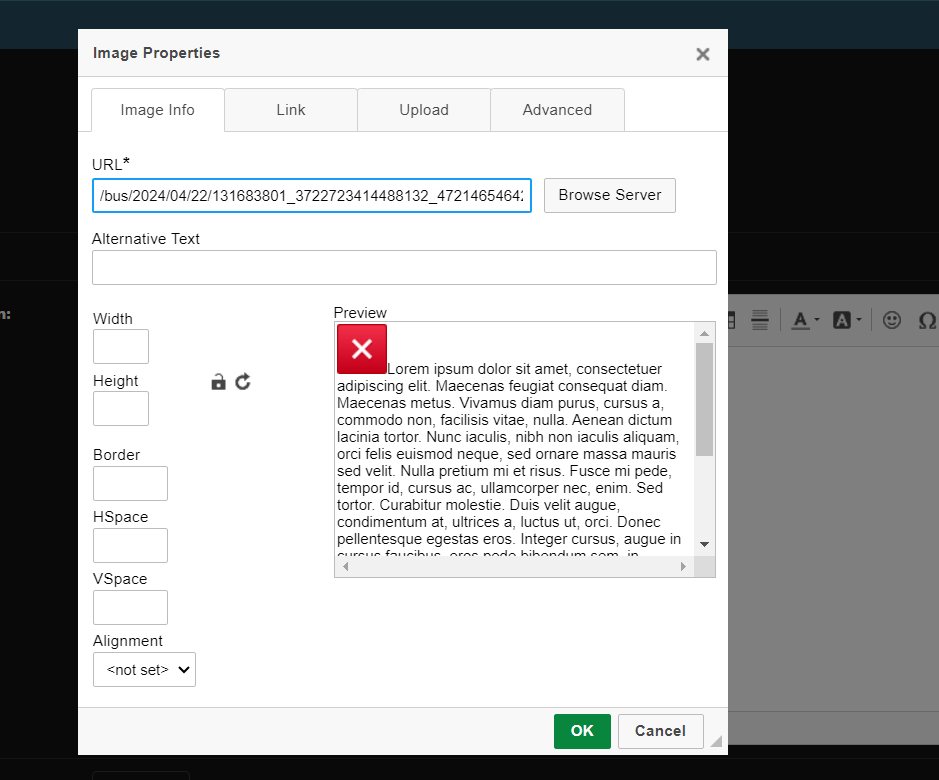 Image Properties
Image Info
Link
Upload
Advanced
URL*
/bus/2024/04/22/131683801_3722723414488132_47214654642
Browse Server
Alternative Text
Width
Height
Border
HSpace
VSpace
Alignment
<not set>
Preview
Lorem ipsum dolor sit amet, consectetuer
adipiscing elit. Maecenas feugiat consequat diam.
Maecenas metus. Vivamus diam purus, cursus a,
commodo non, facilisis vitae, nulla. Aenean dictum
lacinia tortor. Nunc iaculis, nibh non iaculis aliquam,
orci felis euismod neque, sed ornare massa mauris
sed velit. Nulla pretium mi et risus. Fusce mi pede,
tempor id, cursus ac, ullamcorper nec, enim. Sed
tortor. Curabitur molestie. Duis velit augue,
condimentum at, ultrices a, luctus ut, orci. Donec
pellentesque egestas eros. Integer cursus, augue in
cursus faucibus, eros pede bibendum sem, in
OK
Cancel
n:
A
A
Ω